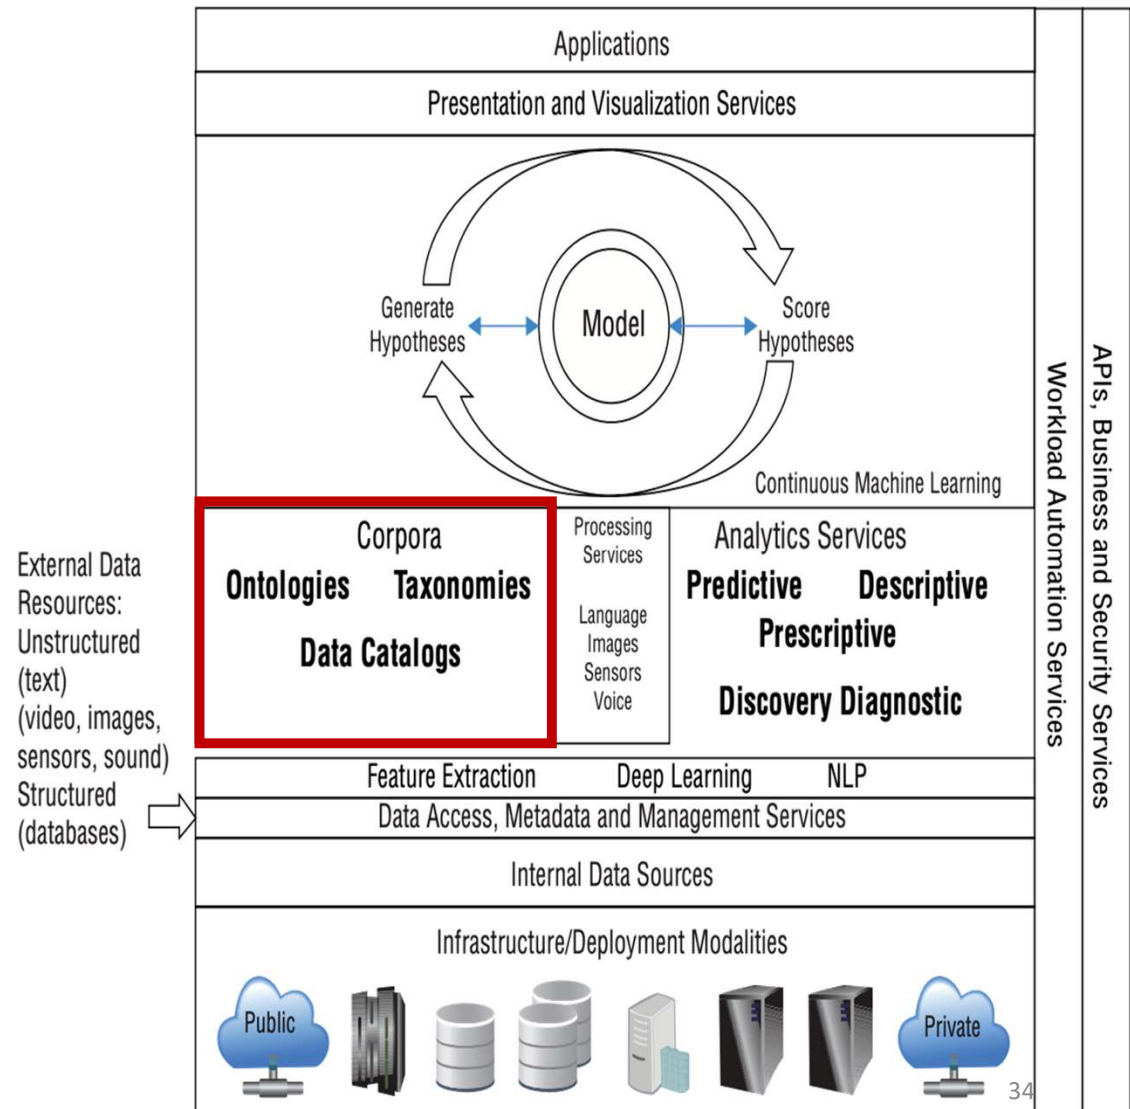 Applications
Presentation and Visualization Services
Generate
Hypotheses
Model
Score
Hypotheses
Continuous Machine Learning
External Data
Resources:
Unstructured
(text)
(video, images,
sensors, sound)
Structured
(databases)
Corpora
Ontologies Taxonomies
Data Catalogs
Processing
Services
Language
Images
Sensors
Voice
Analytics Services
Predictive Descriptive
Prescriptive
Discovery Diagnostic
Feature Extraction Deep Learning NLP
Data Access, Metadata and Management Services
Internal Data Sources
Infrastructure/Deployment Modalities
Public
Private
Workload Automation Services
APIs, Business and Security Services
34